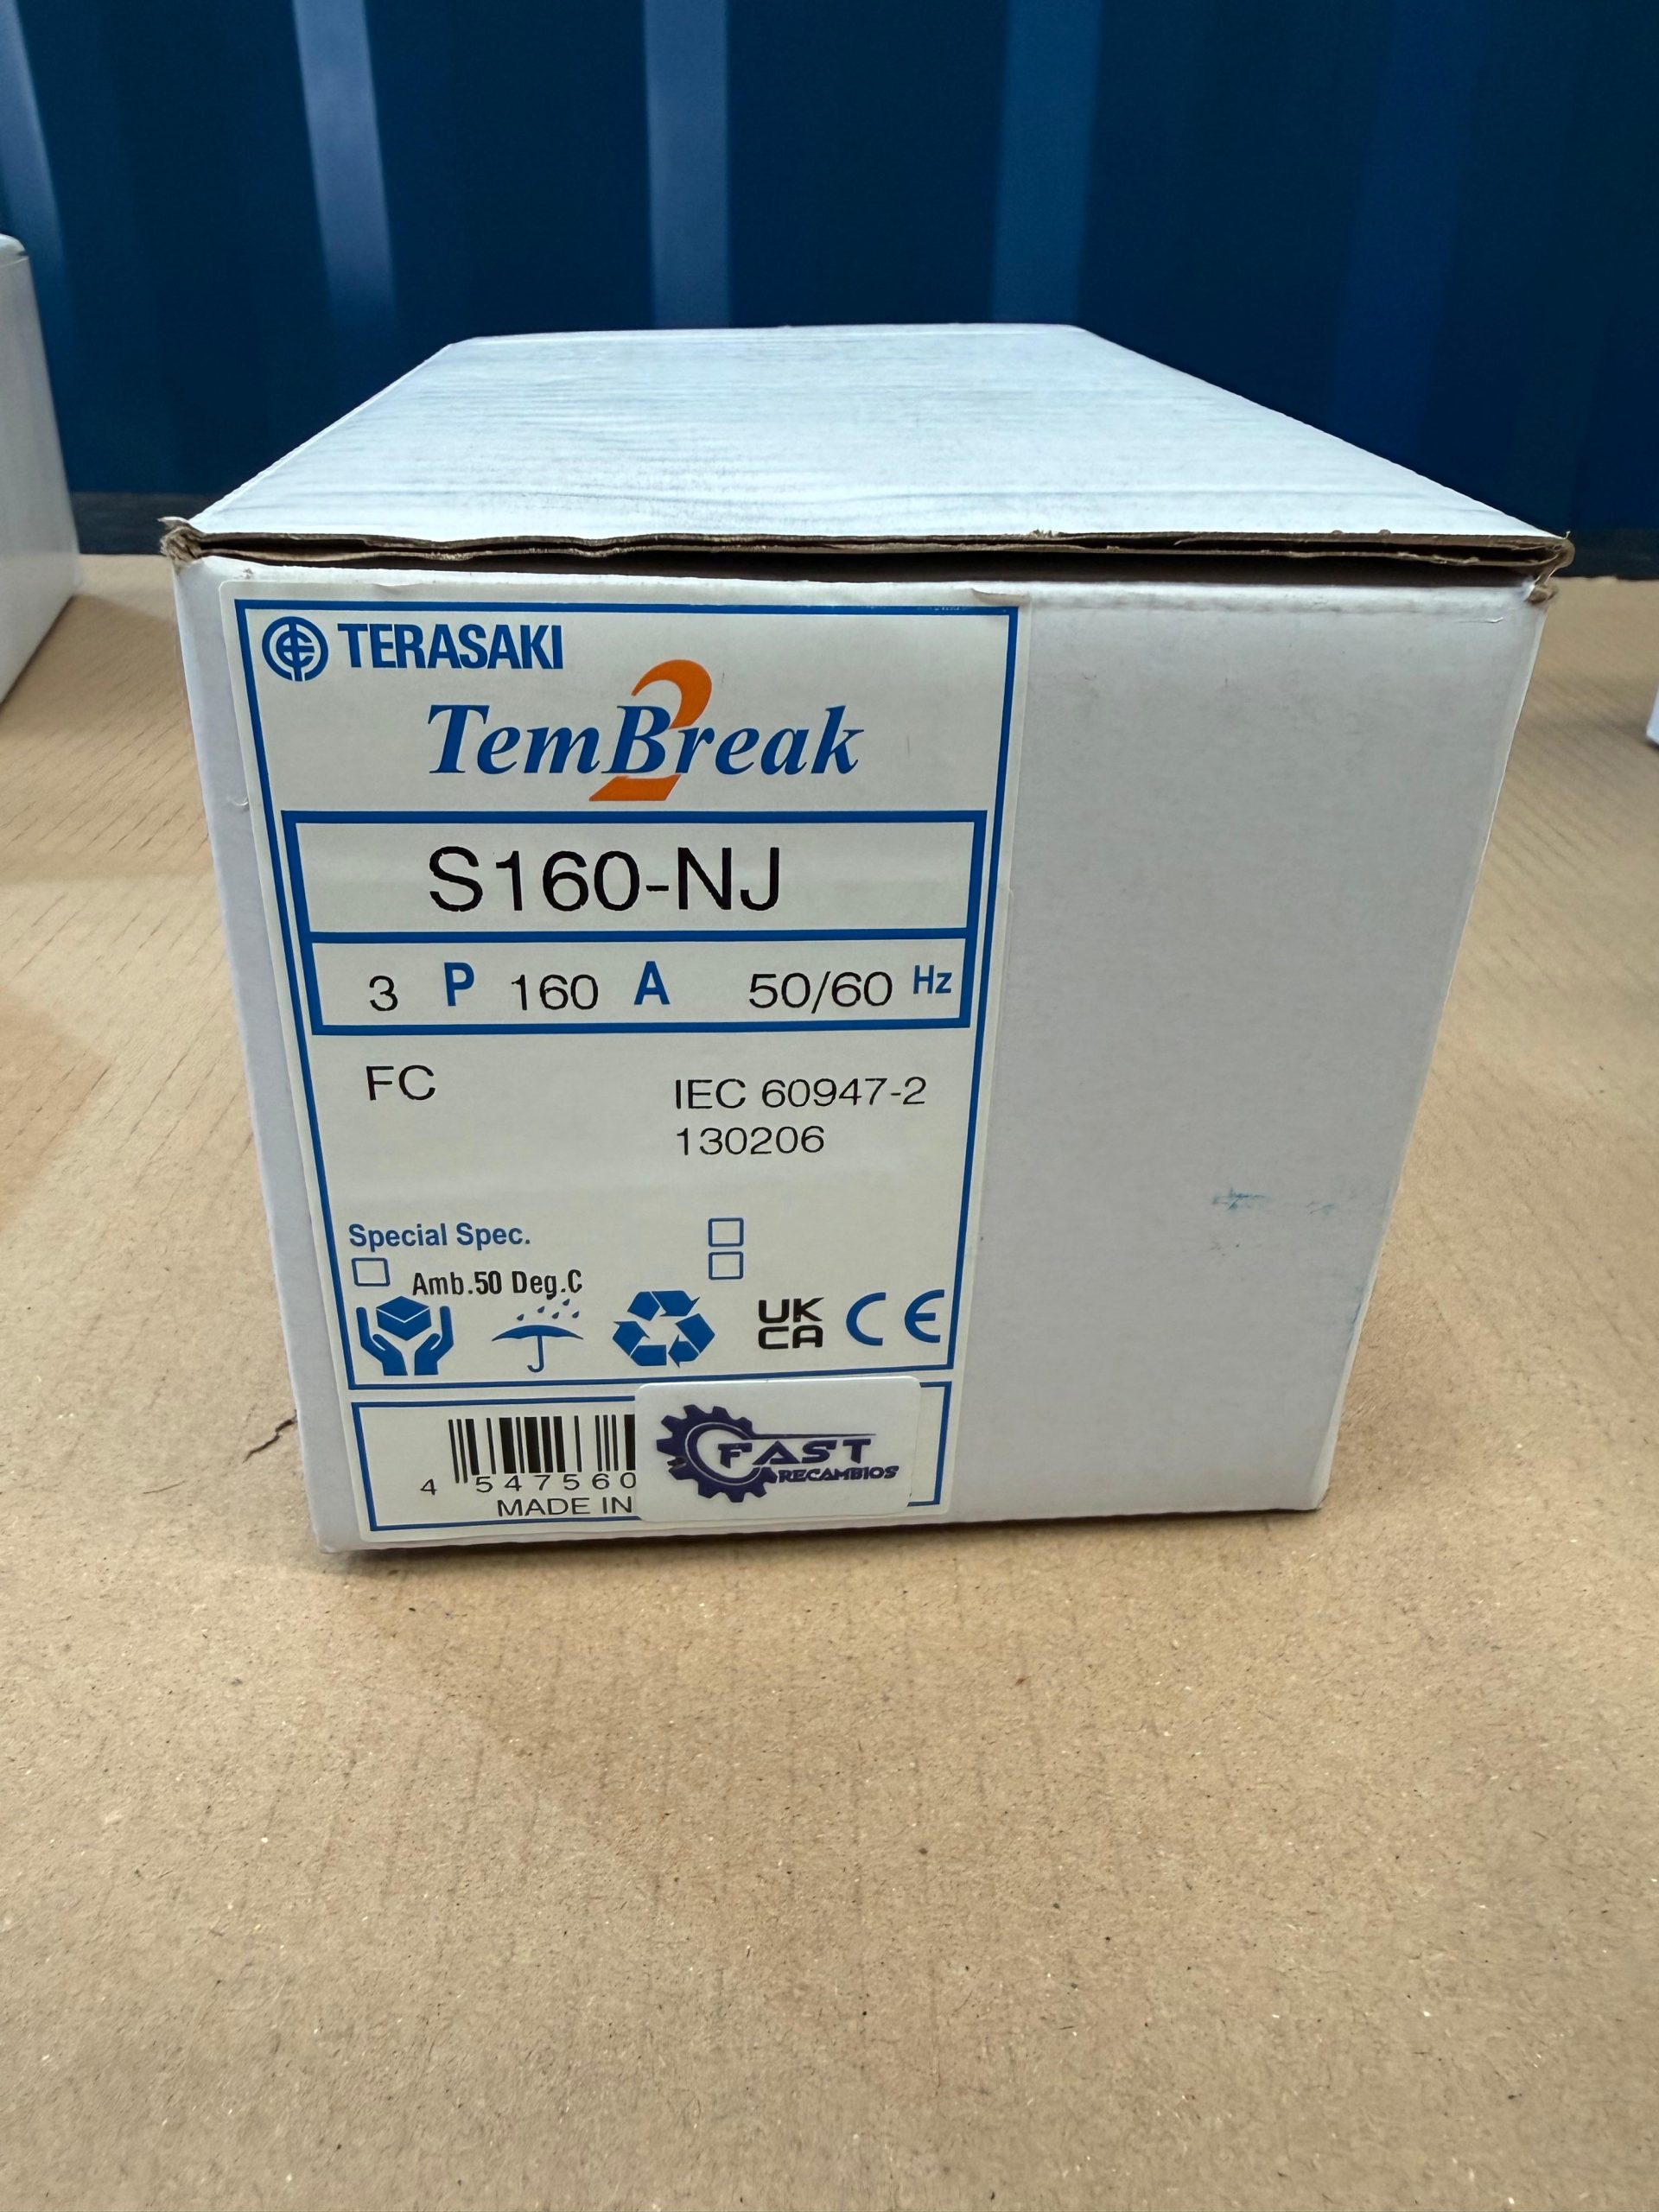 TERASAKI
TemBreak 2
S160-NJ
3 P 160 A 50/60 Hz
FC
IEC 60947-2
130206
Special Spec.
Amb.50 Deg.C
UK
CA
CE
4 547560
MADE IN
FAST
RECAMBIOS